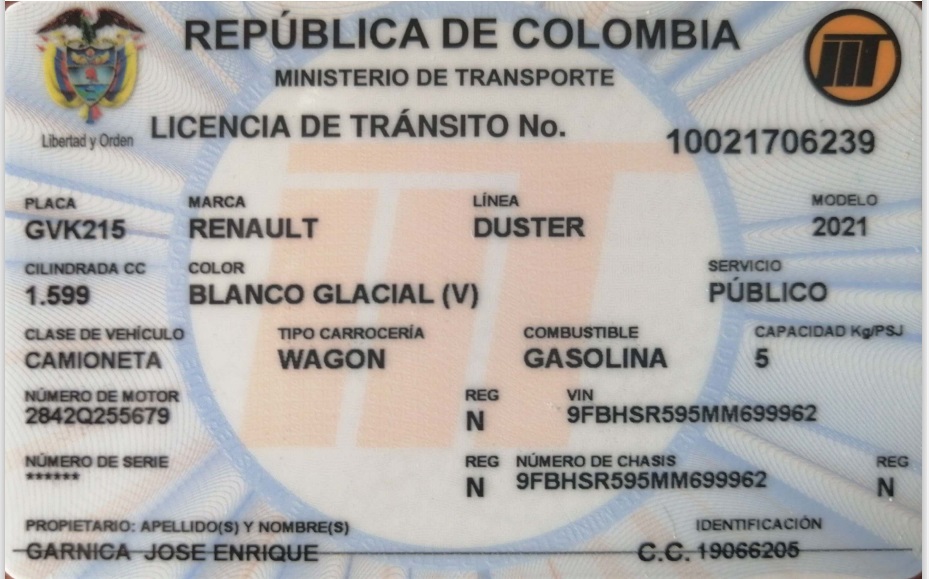 REPÚBLICA DE COLOMBIA
MINISTERIO DE TRANSPORTE
Libertad y Orden
LICENCIA DE TRÁNSITO No. 10021706239
PLACA MARCA LÍNEA MODELO
GVK215 RENAULT DUSTER 2021
CILINDRADA CC COLOR SERVICIO
1.599 BLANCO GLACIAL (V) PÚBLICO
CLASE DE VEHÍCULO TIPO CARROCERÍA COMBUSTIBLE CAPACIDAD Kg/PSJ
CAMIONETA WAGON GASOLINA 5
NÚMERO DE MOTOR REG VIN
2842Q255679 N 9FBHSR595MM699962
NÚMERO DE SERIE REG NÚMERO DE CHASIS REG
****** N 9FBHSR595MM699962 N
PROPIETARIO: APELLIDO(S) Y NOMBRE(S) IDENTIFICACIÓN
GARNICA JOSE ENRIQUE C.C. 19066205